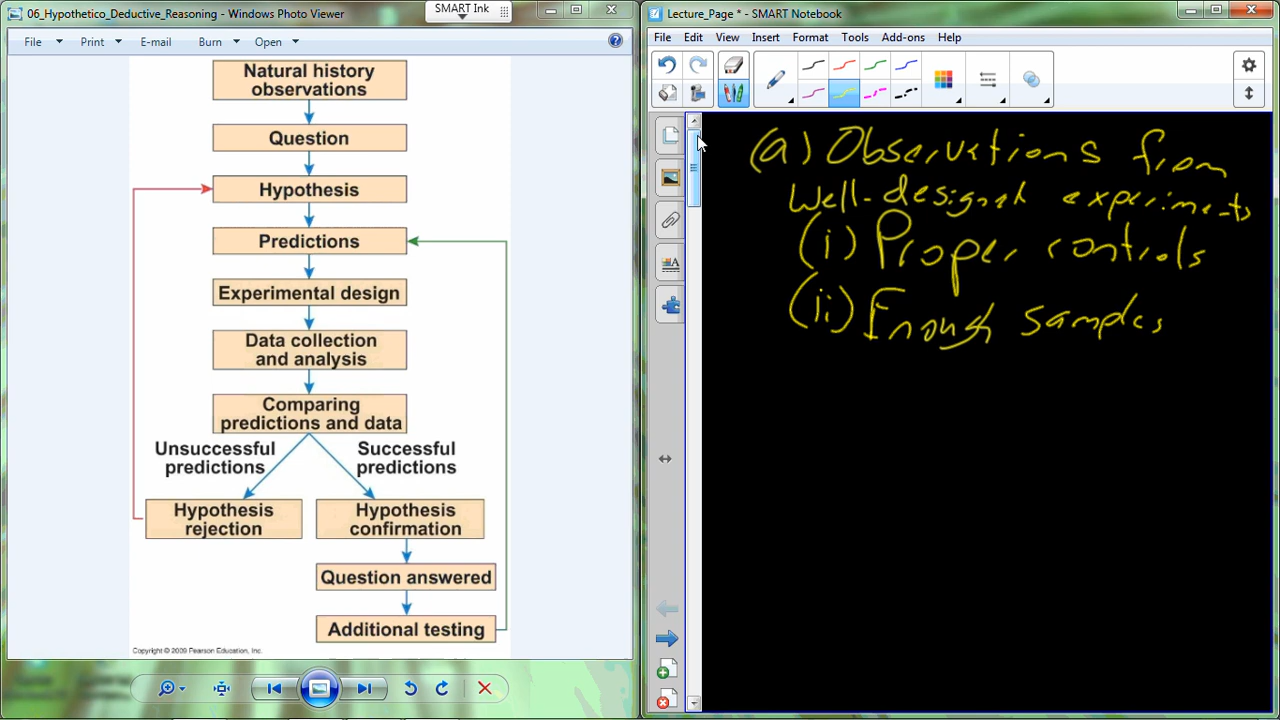 06_Hypothetico_Deductive_Reasoning - Windows Photo Viewer
SMART Ink
File Print E-mail Burn Open
Natural history
observations
Question
Hypothesis
Predictions
Experimental design
Data collection
and analysis
Comparing
predictions and data
Unsuccessful
predictions
Successful
predictions
Hypothesis
rejection
Hypothesis
confirmation
Question answered
Additional testing
Copyright © 2009 Pearson Education, Inc.
Lecture_Page * - SMART Notebook
File Edit View Insert Format Tools Add-ons Help
(a) Observations from
well-designed experiments
(i) Proper controls
(ii) Enough samples